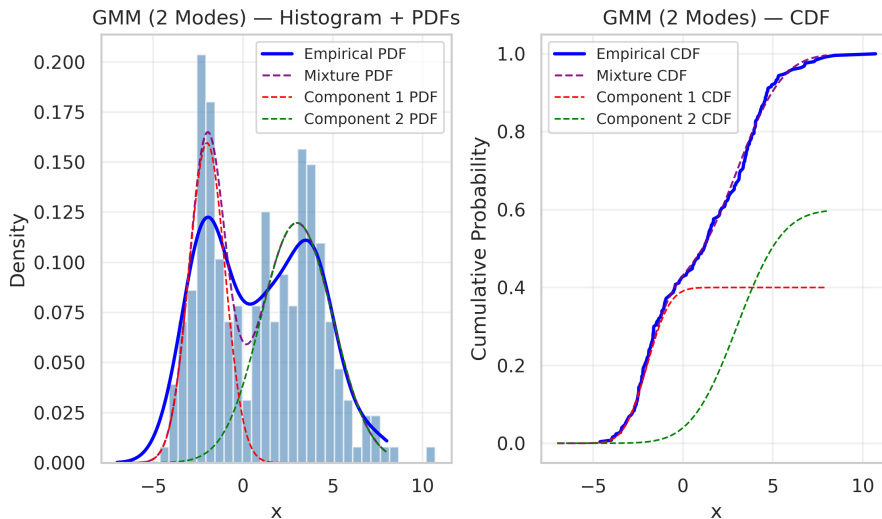 GMM (2 Modes) — Histogram + PDFs
Density
0.200
0.175
0.150
0.125
0.100
0.075
0.050
0.025
0.000
−5
0
5
10
x
Empirical PDF
Mixture PDF
Component 1 PDF
Component 2 PDF
GMM (2 Modes) — CDF
Cumulative Probability
1.0
0.8
0.6
0.4
0.2
0.0
−5
0
5
10
x
Empirical CDF
Mixture CDF
Component 1 CDF
Component 2 CDF